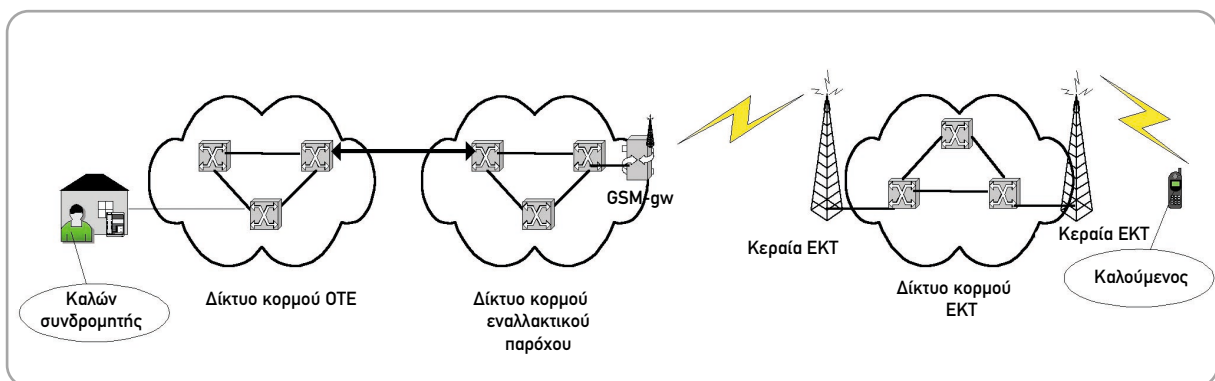 GSM-gw
Κεραία ΕΚΤ
Κεραία ΕΚΤ
Καλών
συνδρομητής
Δίκτυο κορμού ΟΤΕ
Δίκτυο κορμού
εναλλακτικού
παρόχου
Δίκτυο κορμού
ΕΚΤ
Καλούμενος